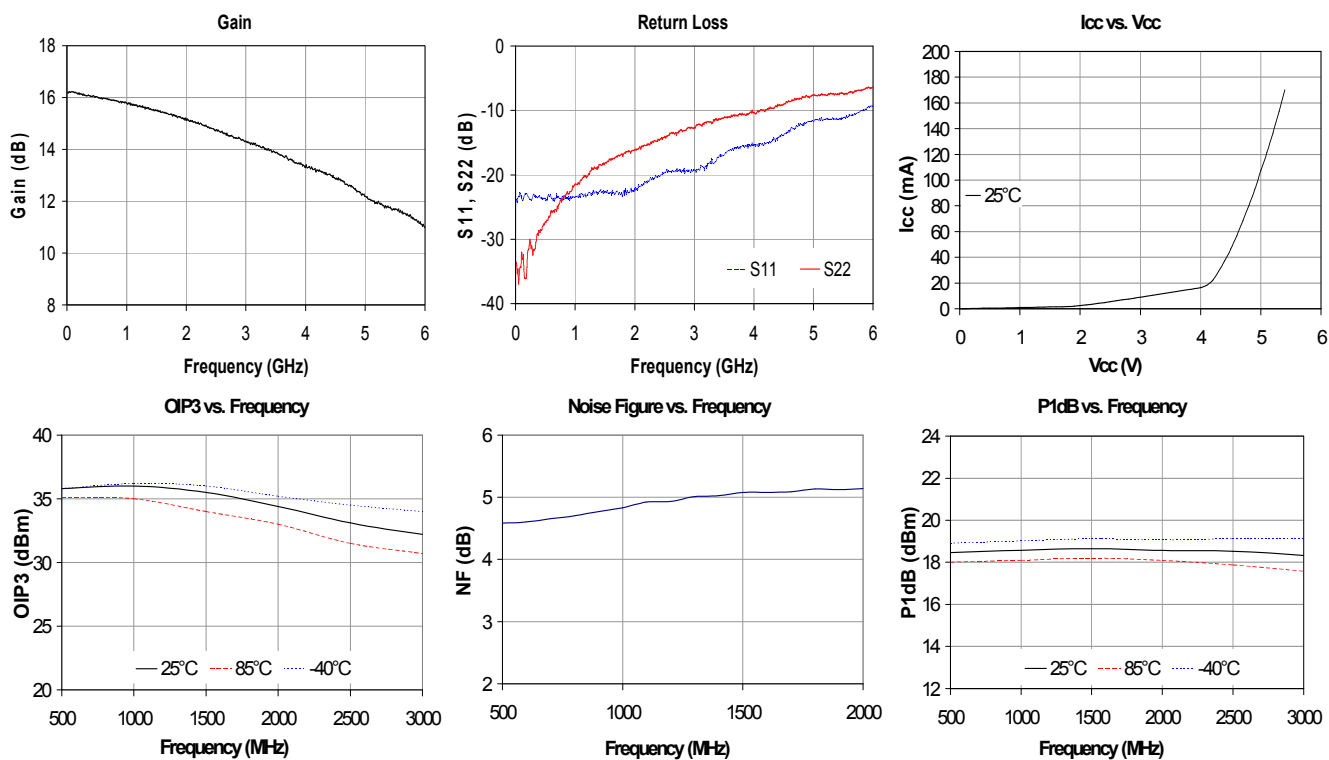 Gain
18
16
14
12
10
8
Gain (dB)
0 1 2 3 4 5 6
Frequency (GHz)
Return Loss
0
-10
-20
-30
-40
S11, S22 (dB)
S11 S22
0 1 2 3 4 5 6
Frequency (GHz)
Icc vs. Vcc
200
180
160
140
120
100
80
60
40
20
0
Icc (mA)
25°C
0 1 2 3 4 5 6
Vcc (V)
OIP3 vs. Frequency
40
35
30
25
20
OIP3 (dBm)
25°C 85°C -40°C
500 1000 1500 2000 2500 3000
Frequency (MHz)
Noise Figure vs. Frequency
6
5
4
3
2
NF (dB)
500 1000 1500 2000
Frequency (MHz)
P1dB vs. Frequency
24
22
20
18
16
14
12
P1dB (dBm)
25°C 85°C -40°C
500 1000 1500 2000 2500 3000
Frequency (MHz)